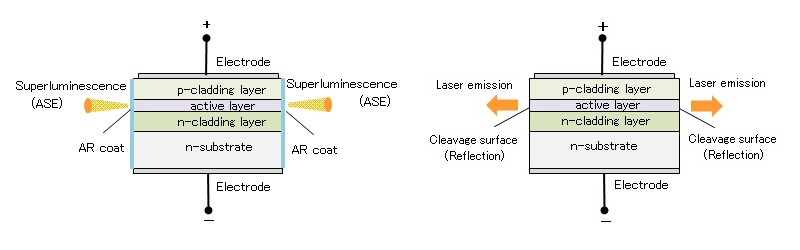 +
Electrode
Superluminescence
(ASE)
p-cladding layer
active layer
n-cladding layer
n-substrate
Superluminescence
(ASE)
AR coat
AR coat
Electrode
−
+
Electrode
Laser emission
p-cladding layer
active layer
n-cladding layer
n-substrate
Laser emission
Cleavage surface
(Reflection)
Cleavage surface
(Reflection)
Electrode
−